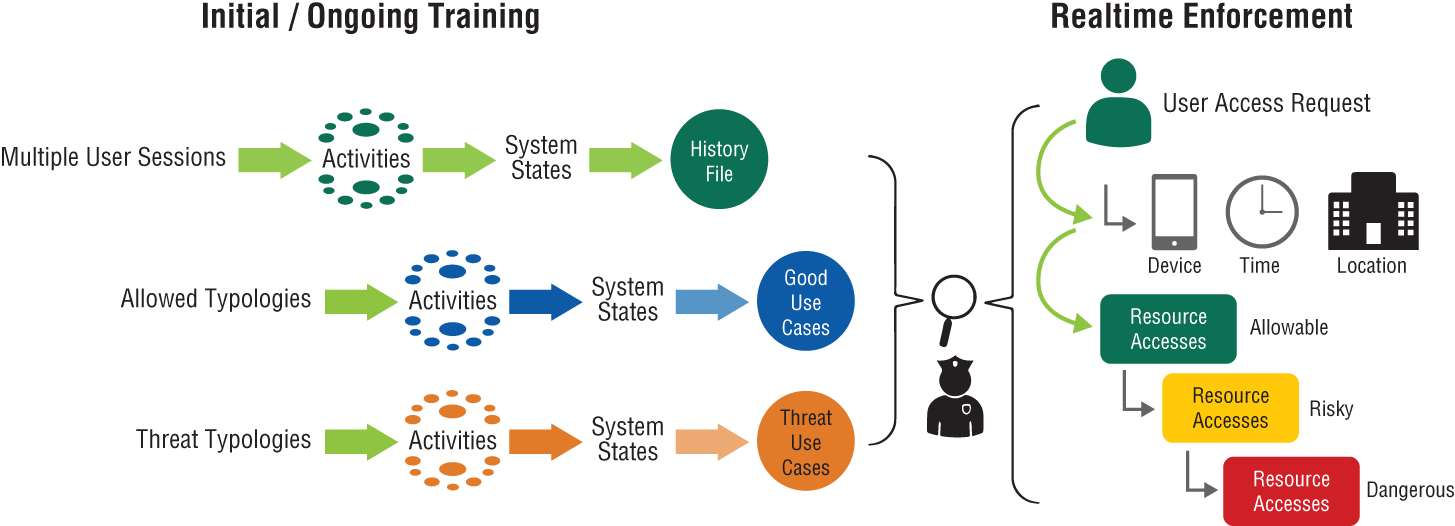 Initial / Ongoing Training
Multiple User Sessions
Activities
System
States
History
File
Allowed Typologies
Activities
System
States
Good
Use
Cases
Threat Typologies
Activities
System
States
Threat
Use
Cases
Realtime Enforcement
User Access Request
Device
Time
Location
Resource
Accesses
Allowable
Resource
Accesses
Risky
Resource
Accesses
Dangerous